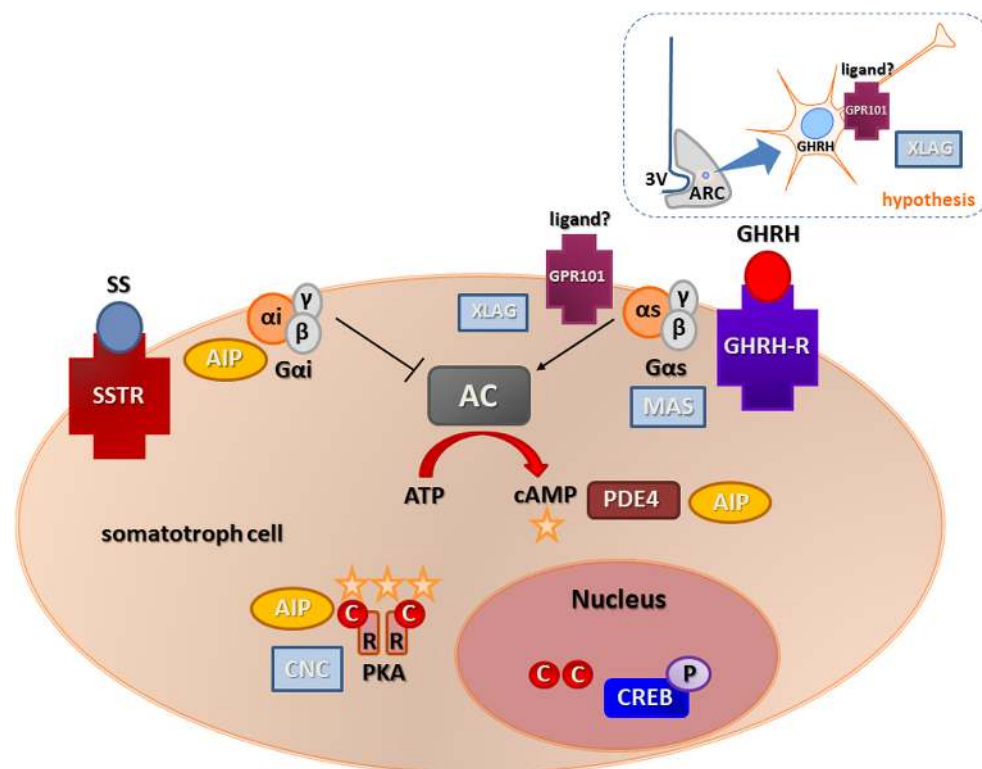 ligand?
GPR101
GHRH
XLAG
3V
ARC
hypothesis
ligand?
GPR101
GHRH
SS
αi
γ
β
αs
γ
β
XLAG
AIP
Gαi
Gαs
GHRH-R
SSTR
AC
MAS
ATP
cAMP
PDE4
AIP
somatotroph cell
Nucleus
AIP
C
C
R
R
CNC
PKA
C
C
P
CREB